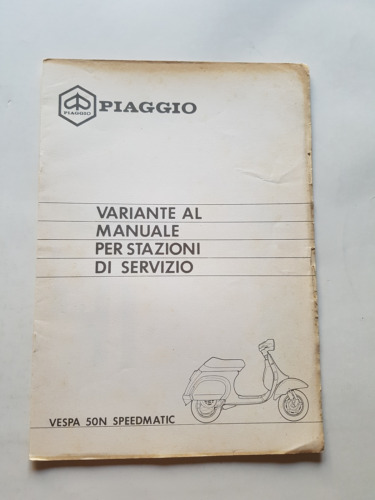 PIAGGIO
PIAGGIO
VARIANTE AL
MANUALE
PER STAZIONI
DI SERVIZIO
VESPA 50N SPEEDMATIC